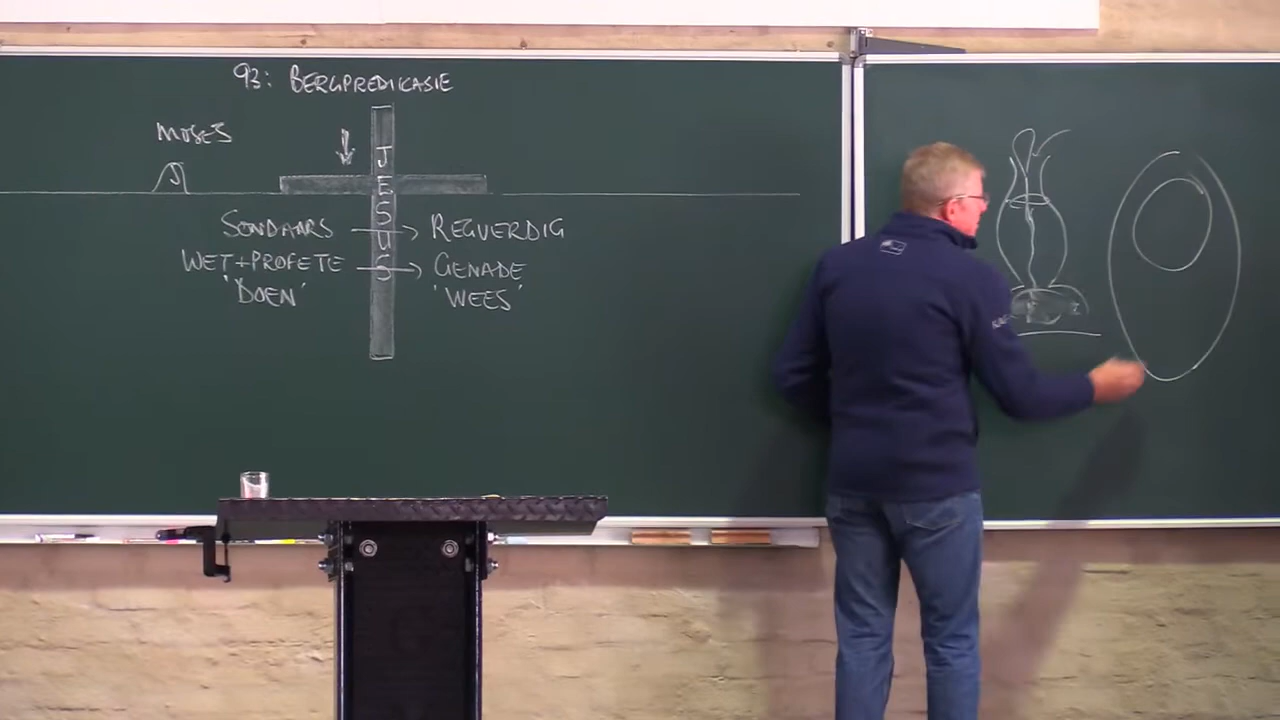 93: BERGPREDIKASIE
MOSES
JESUS
SONDAARS → REGVERDIG
WET+PROFETE → GENADE
'DOEN' 'WEES'